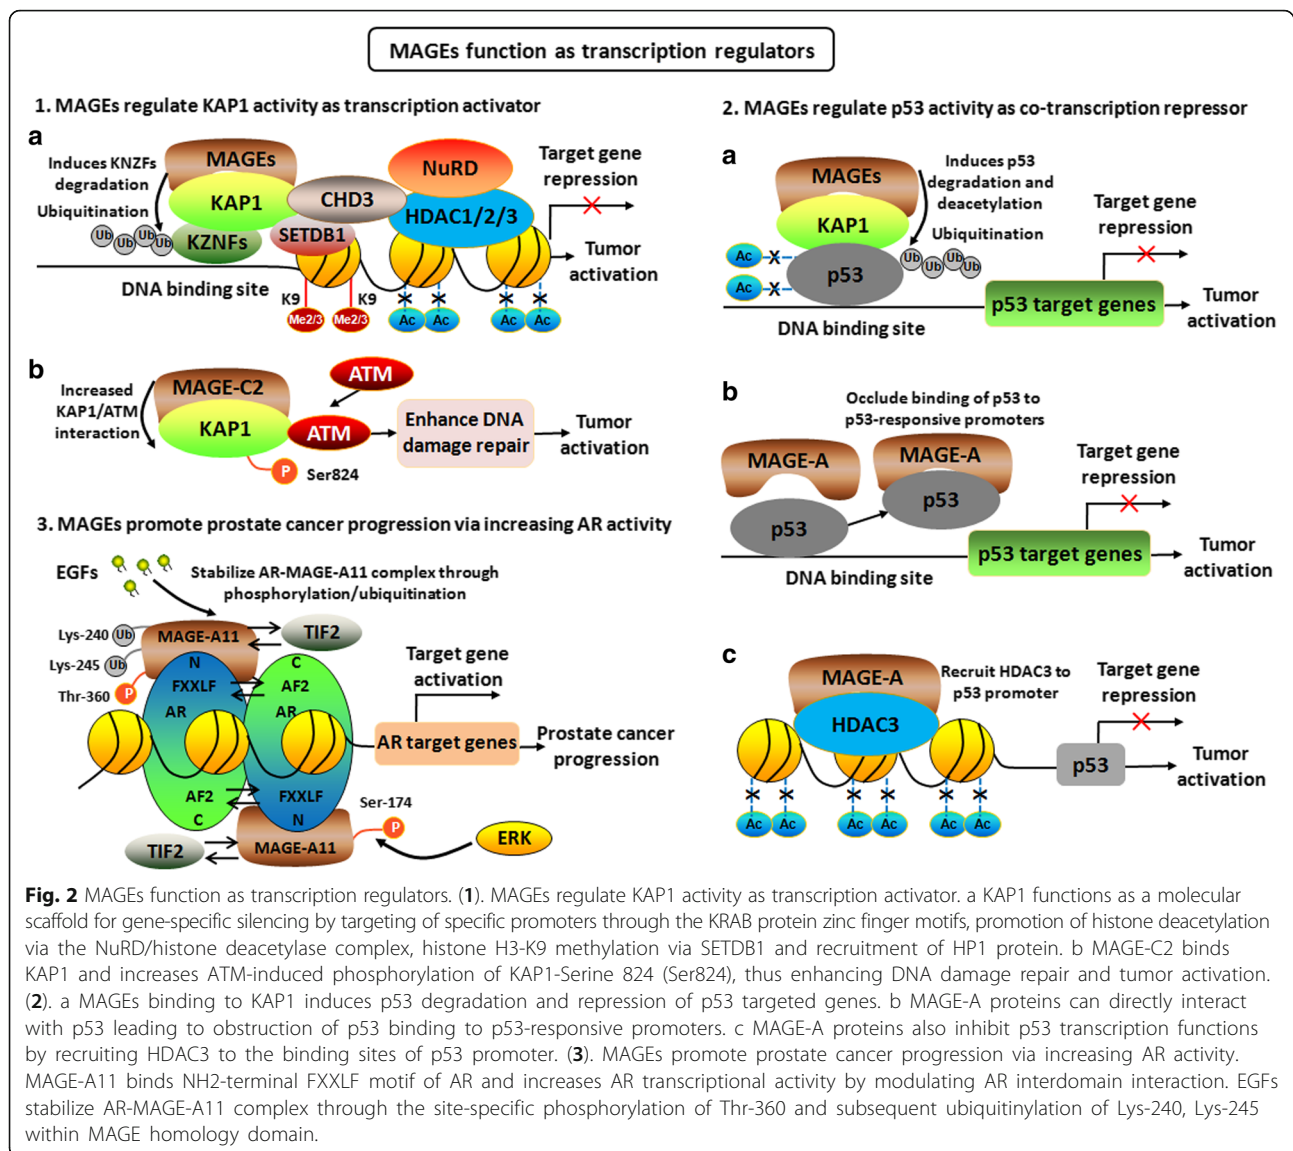 MAGEs function as transcription regulators
1. MAGEs regulate KAP1 activity as transcription activator
a
Induces KNZFs
degradation
Ubiquitination
MAGEs
KAP1
KZNFs
Ub
Ub
Ub
Ub
CHD3
SETDB1
NuRD
HDAC1/2/3
Target gene
repression
Tumor
activation
DNA binding site
K9
K9
Me2/3
Me2/3
X
X
X
X
Ac
Ac
Ac
Ac
b
Increased
KAP1/ATM
interaction
MAGE-C2
KAP1
P
Ser824
ATM
ATM
Enhance DNA
damage repair
Tumor
activation
3. MAGEs promote prostate cancer progression via increasing AR activity
EGFs
Stabilize AR-MAGE-A11 complex through
phosphorylation/ubiquitination
Lys-240
Ub
Lys-245
Ub
Thr-360
P
MAGE-A11
TIF2
N
FXXLF
AR
C
AF2
AR
AF2
C
FXXLF
N
TIF2
MAGE-A11
Ser-174
P
ERK
Target gene
activation
AR target genes
Prostate cancer
progression
2. MAGEs regulate p53 activity as co-transcription repressor
a
MAGEs
KAP1
p53
Ac
X
Ac
X
Induces p53
degradation and
deacetylation
Ubiquitination
Ub
Ub
Ub
Ub
DNA binding site
Target gene
repression
p53 target genes
Tumor
activation
b
Occlude binding of p53 to
p53-responsive promoters
MAGE-A
p53
MAGE-A
p53
DNA binding site
Target gene
repression
p53 target genes
Tumor
activation
c
MAGE-A
HDAC3
Recruit HDAC3 to
p53 promoter
X
X
X
X
X
X
Ac
Ac
Ac
Ac
Ac
Ac
Target gene
repression
p53
Tumor
activation
Fig. 2 MAGEs function as transcription regulators. (1). MAGEs regulate KAP1 activity as transcription activator. a KAP1 functions as a molecular
scaffold for gene-specific silencing by targeting of specific promoters through the KRAB protein zinc finger motifs, promotion of histone deacetylation
via the NuRD/histone deacetylase complex, histone H3-K9 methylation via SETDB1 and recruitment of HP1 protein. b MAGE-C2 binds
KAP1 and increases ATM-induced phosphorylation of KAP1-Serine 824 (Ser824), thus enhancing DNA damage repair and tumor activation.
(2). a MAGEs binding to KAP1 induces p53 degradation and repression of p53 targeted genes. b MAGE-A proteins can directly interact
with p53 leading to obstruction of p53 binding to p53-responsive promoters. c MAGE-A proteins also inhibit p53 transcription functions
by recruiting HDAC3 to the binding sites of p53 promoter. (3). MAGEs promote prostate cancer progression via increasing AR activity.
MAGE-A11 binds NH2-terminal FXXLF motif of AR and increases AR transcriptional activity by modulating AR interdomain interaction. EGFs
stabilize AR-MAGE-A11 complex through the site-specific phosphorylation of Thr-360 and subsequent ubiquitinylation of Lys-240, Lys-245
within MAGE homology domain.